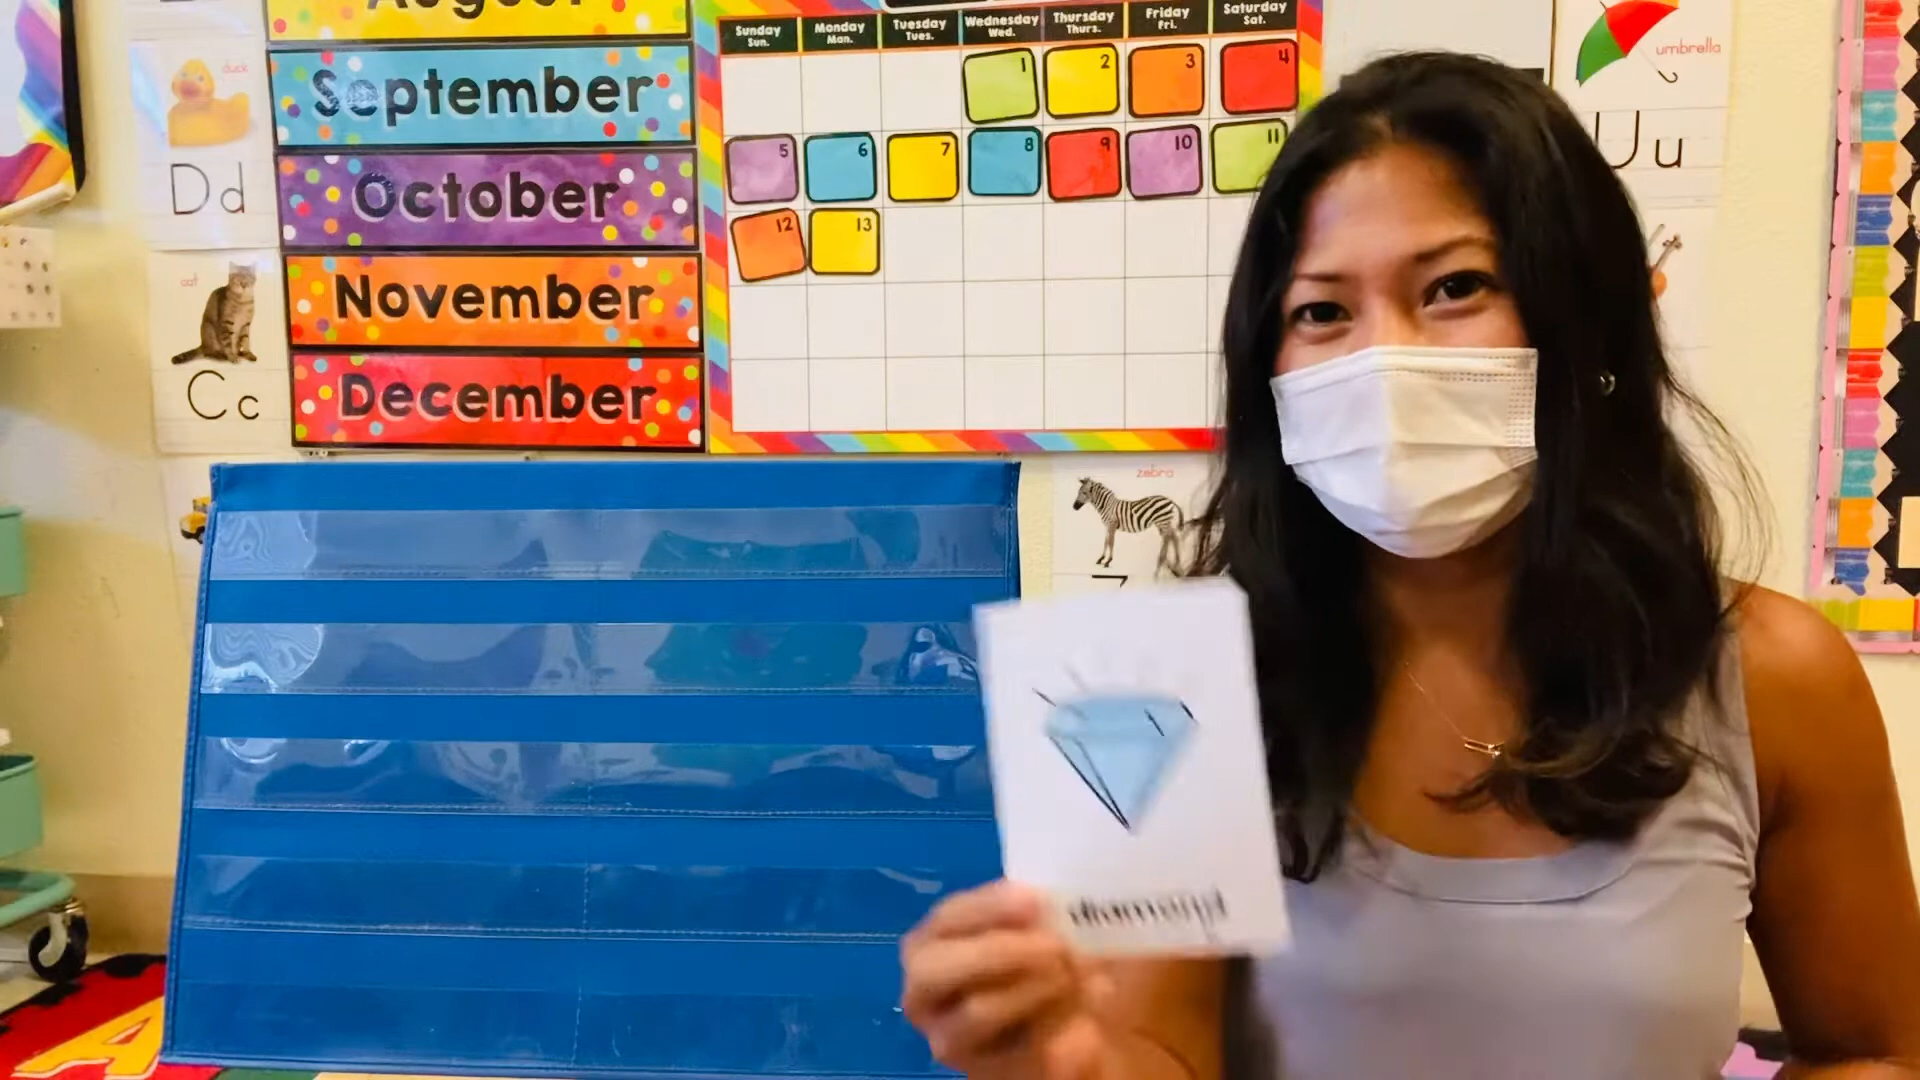 August
September
October
November
December
Sunday Monday Tuesday Wednesday Thursday Friday Saturday
Sun. Mon. Tues. Wed. Thurs. Fri. Sat.
1 2 3 4
5 6 7 8 9 10 11
12 13
duck
Dd
cat
Cc
umbrella
Uu
zebra
diamond
A